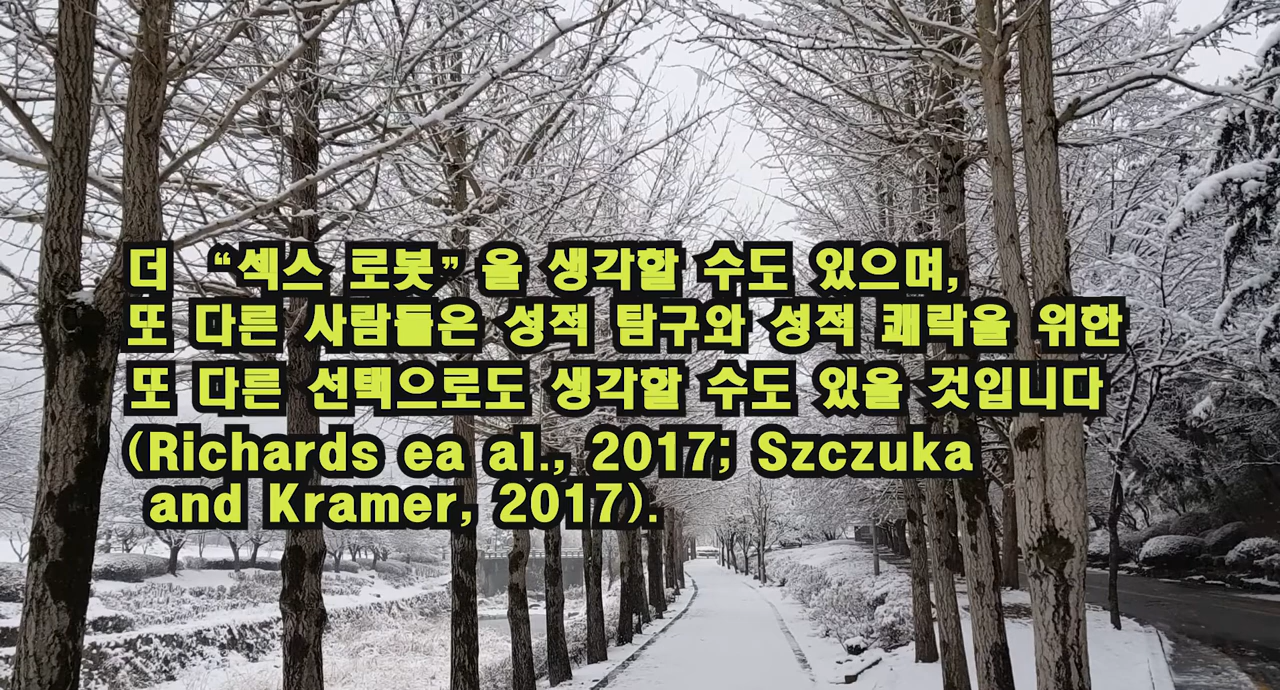 더 “섹스 로봇”을 생각할 수도 있으며,
또 다른 사람들은 성적 탐구와 성적 쾌락을 위한
또 다른 선택으로도 생각할 수도 있을 것입니다
(Richards ea al., 2017; Szczuka
and Kramer, 2017).